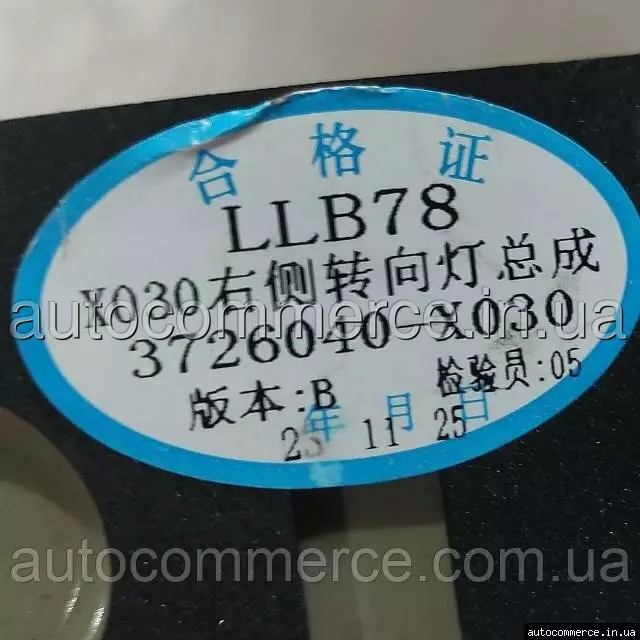 合格证
LLB78
X030右侧转向灯总成
3726040-X030
版本:B 检验员:05
年 月 日
23 11 25
autocommerce.in.ua
autocommerce.com.ua
autocommerce.in.ua